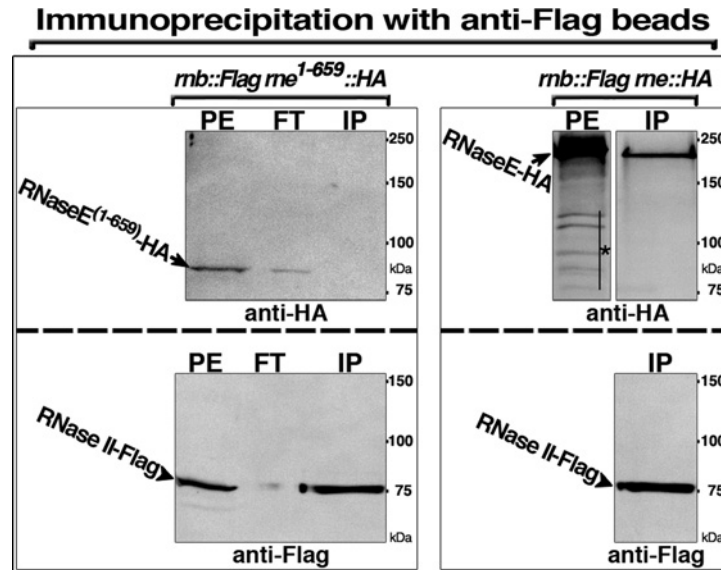 Immunoprecipitation with anti-Flag beads
rnb::Flag rne1-659::HA
PE FT IP
RNaseE(1-659)-HA
250
150
100
kDa
75
anti-HA
PE FT IP
RNase II-Flag
150
100
75
kDa
anti-Flag
rnb::Flag rne::HA
PE IP
RNaseE-HA
250
150
100
*
kDa
75
anti-HA
IP
RNase II-Flag
150
100
75
kDa
anti-Flag